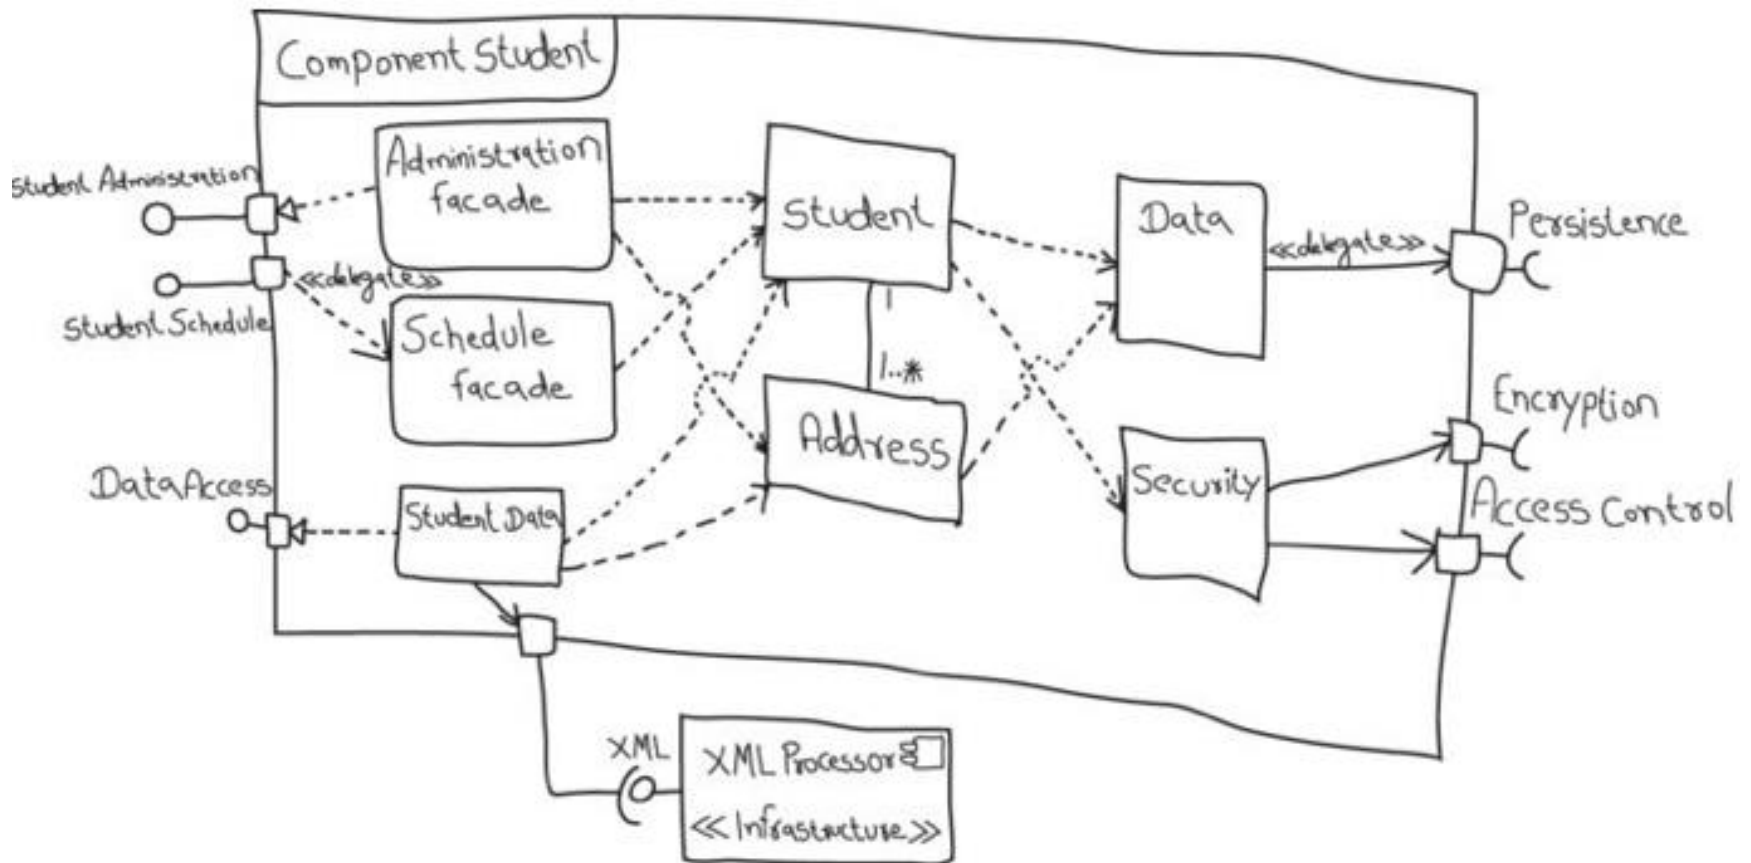 Component Student
Administration
facade
Student Administration
Student
Data
Persistence
<<delegate>>
<<delegate>>
Student Schedule
Schedule
facade
1
1..*
Address
Encryption
Security
Access Control
DataAccess
Student Data
XML
XML Processor
<<Infrastructure>>